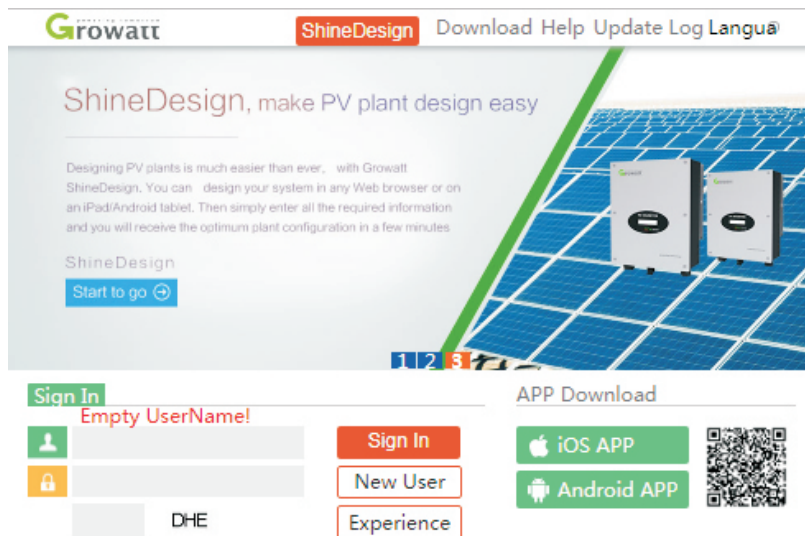 Growatt
ShineDesign Download Help Update Log Langua
ShineDesign, make PV plant design easy
Designing PV plants is much easier than ever, with Growatt
ShineDesign. You can design your system in any Web browser or on
an iPad/Android tablet. Then simply enter all the required information
and you will receive the optimum plant configuration in a few minutes
ShineDesign
Start to go
Growatt
1 2 3
Sign In
Empty UserName!
Sign In
New User
DHE
Experience
APP Download
iOS APP
Android APP